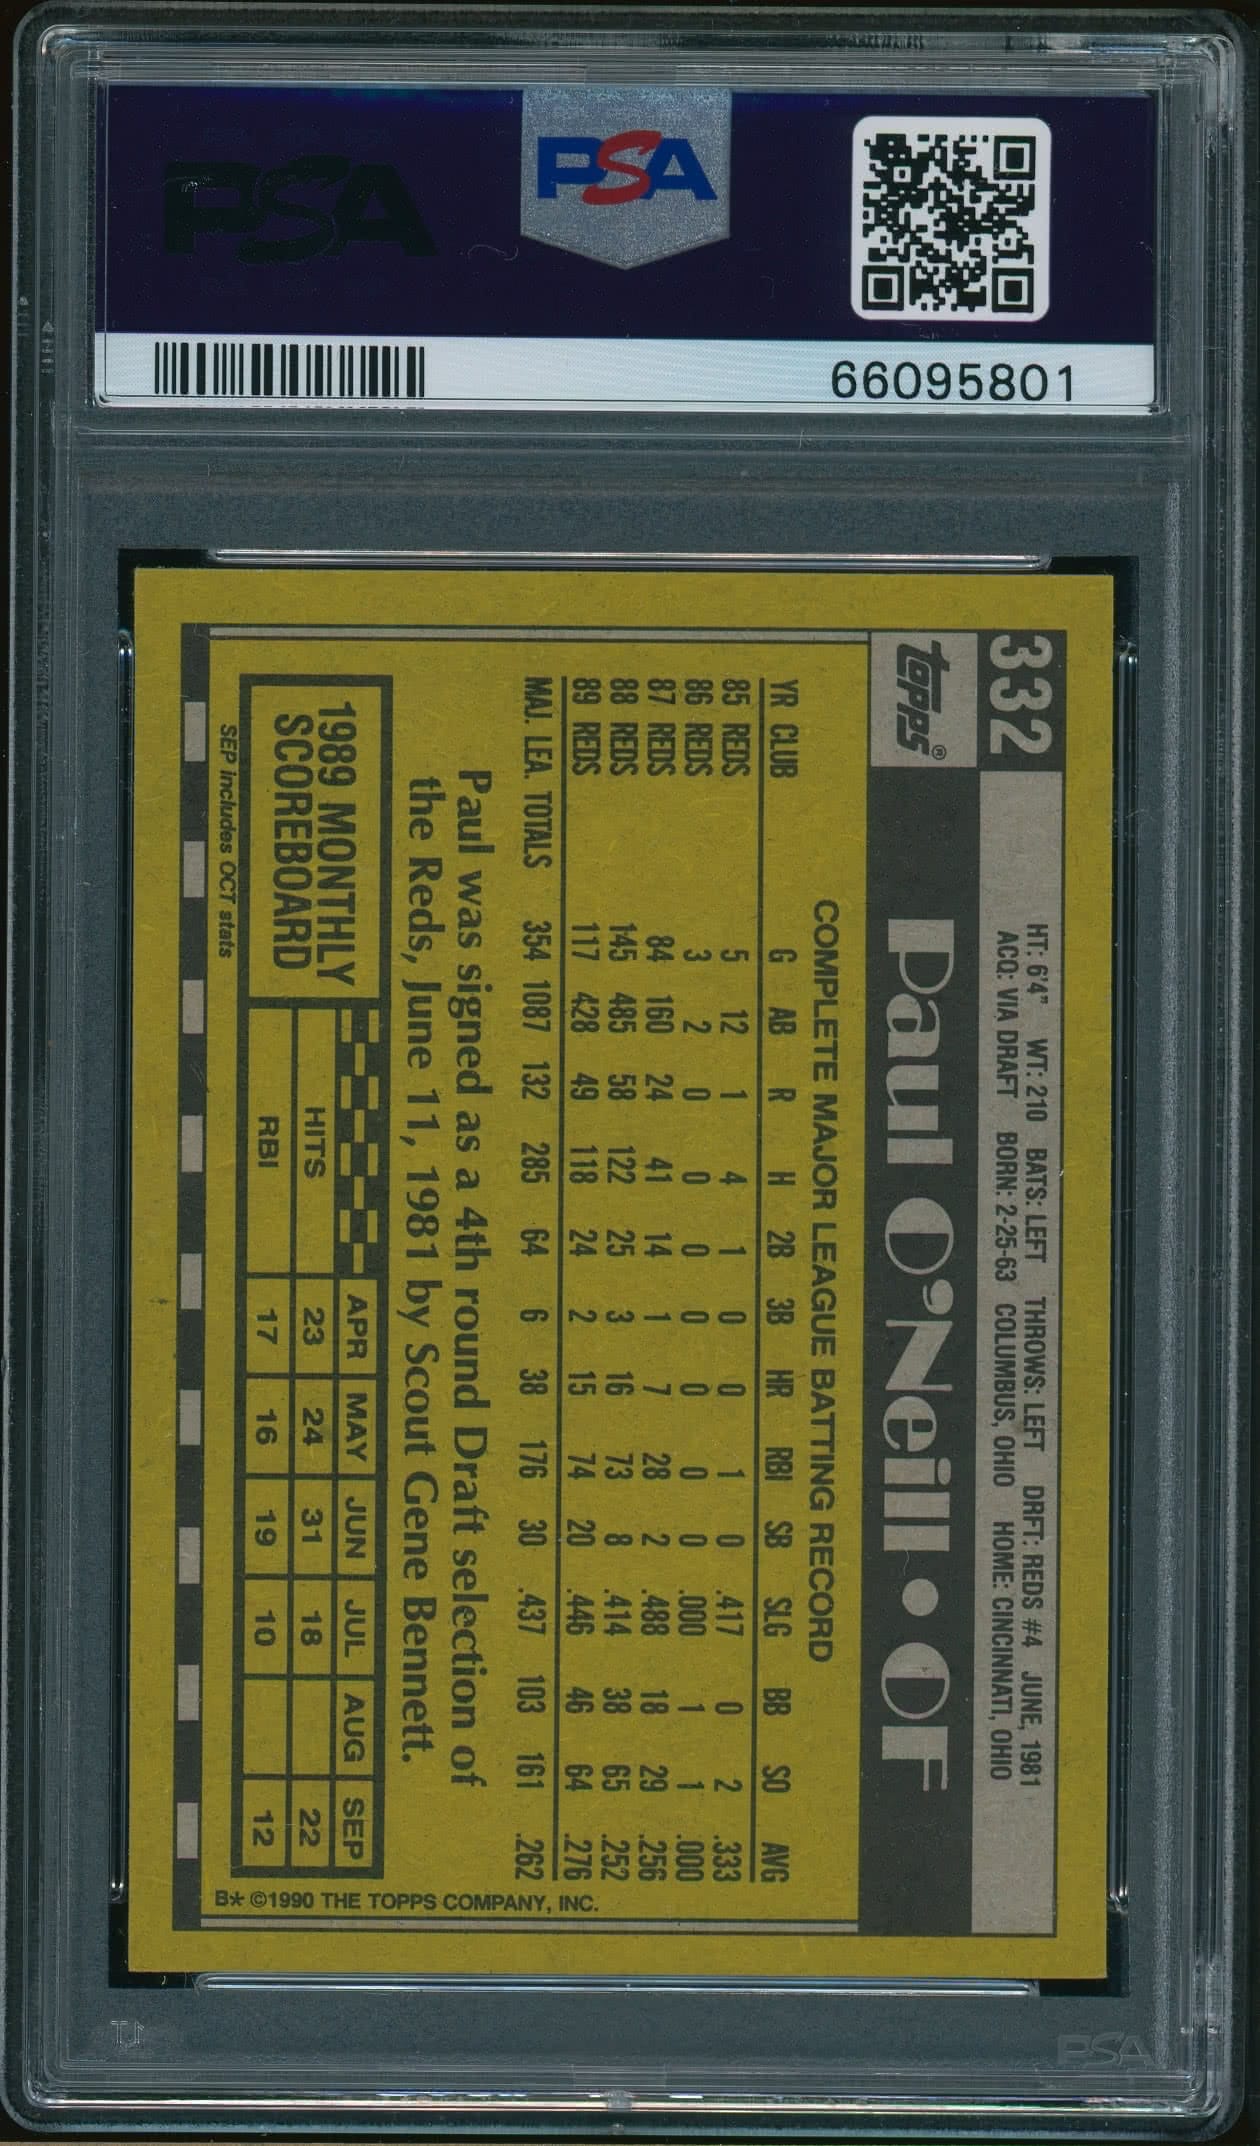 PSA
PSA
66095801
332
HT: 6'4" WT: 210 BATS: LEFT THROWS: LEFT DRFT: REDS #4 JUNE, 1981
ACQ: VIA DRAFT BORN: 2-25-63 COLUMBUS, OHIO HOME: CINCINNATI, OHIO
topps®
Paul O'Neill • OF
COMPLETE MAJOR LEAGUE BATTING RECORD
YR CLUB G AB R H 2B 3B HR RBI SB SLG BB SO AVG
85 REDS 5 12 1 4 1 0 0 1 0 .417 0 2 .333
86 REDS 3 2 0 0 0 0 0 0 0 .000 1 1 .000
87 REDS 84 160 24 41 14 1 7 28 2 .488 18 29 .256
88 REDS 145 485 58 122 25 3 16 73 8 .414 38 65 .252
89 REDS 117 428 49 118 24 2 15 74 20 .446 46 64 .276
MAJ. LEA. TOTALS 354 1087 132 285 64 6 38 176 30 .437 103 161 .262
Paul was signed as a 4th round Draft selection of
the Reds, June 11, 1981 by Scout Gene Bennett.
1989 MONTHLY
SCOREBOARD
APR MAY JUN JUL AUG SEP
HITS 23 24 31 18 22
RBI 17 16 19 10 12
SEP includes OCT stats
B* ©1990 THE TOPPS COMPANY, INC.
PSA